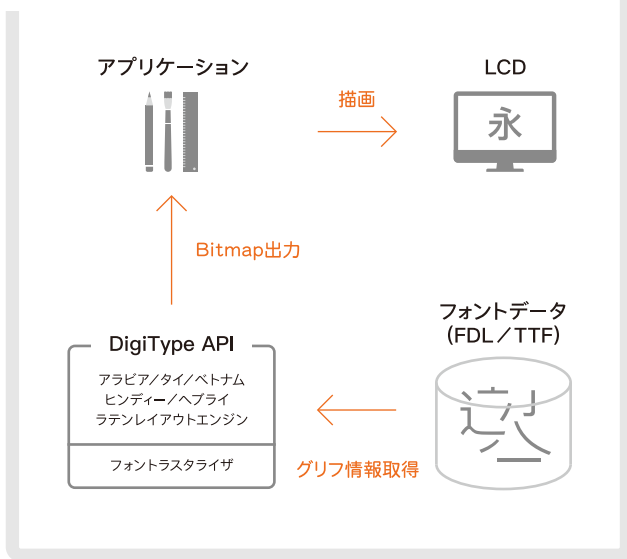 アプリケーション
LCD
描画
永
Bitmap出力
フォントデータ
(FDL／TTF)
DigiType API
アラビア／タイ／ベトナム
ヒンディー／ヘブライ
ラテンレイアウトエンジン
フォントラスタライザ
グリフ情報取得